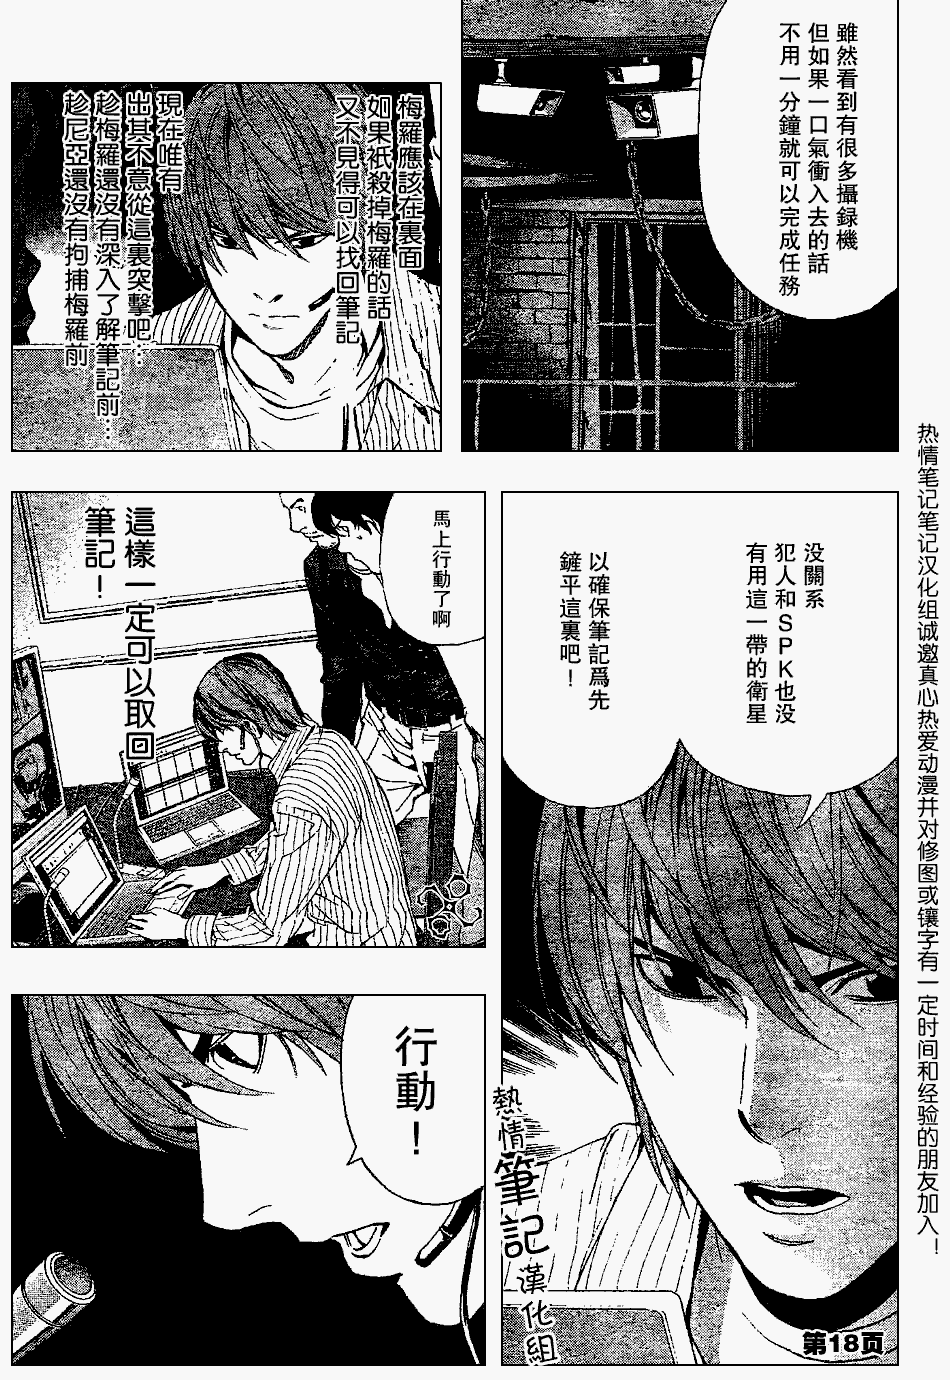 雖然看到有很多攝録機
但如果一口氣衝入去的話
不用一分鐘就可以完成任務
梅羅應該在裏面
如果衹殺掉梅羅的話
又不見得可以找回筆記
現在唯有
出其不意從這裏突擊吧…
趁梅羅還沒有深入了解筆記前…
趁尼亞還沒有拘捕梅羅前
没關系
犯人和SPK也没
有用這一帶的衛星
以確保筆記爲先
鏟平這裏吧！
馬上行動了啊
這樣一定可以取回
筆記！
行動！
熱情筆記漢化組
第18页
热情笔记笔记汉化组诚邀真心热爱动漫并对修图或镶字有一定时间和经验的朋友加入！